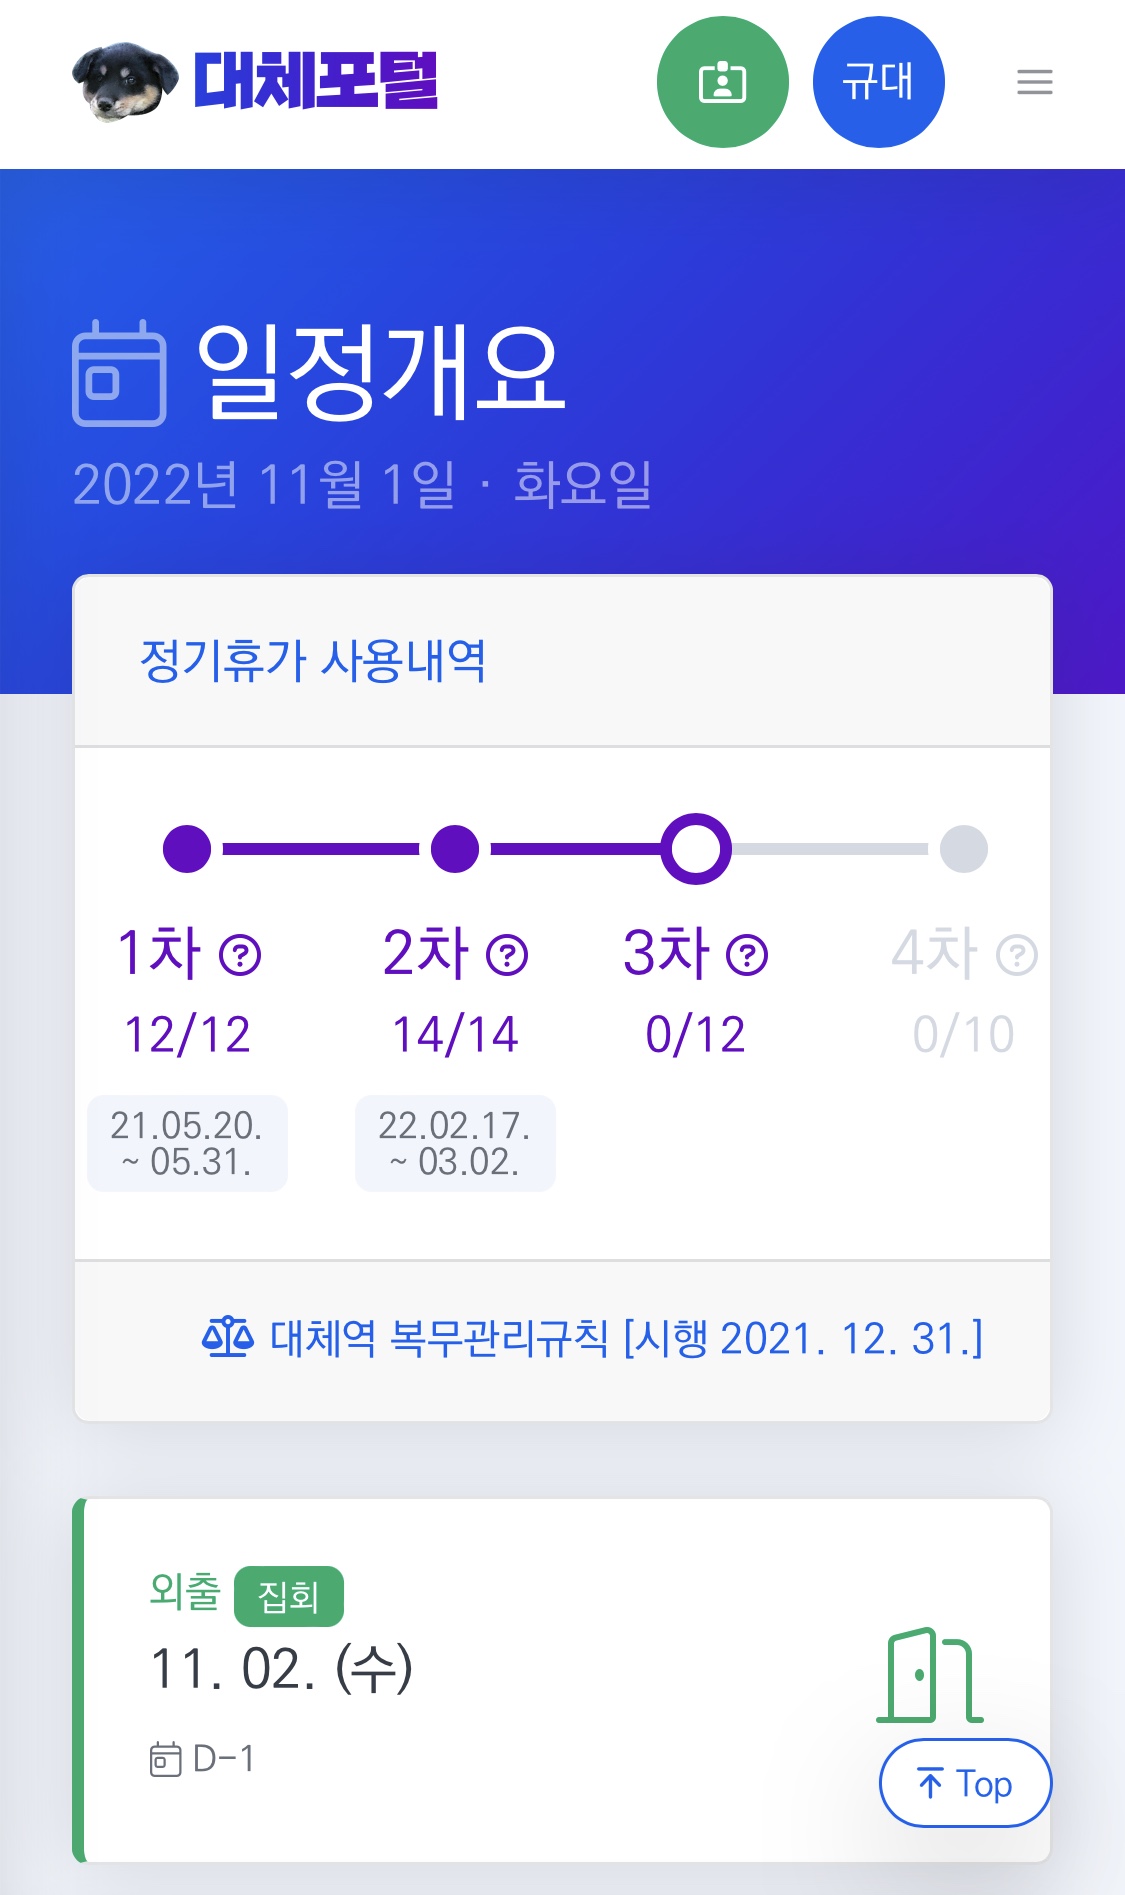 대체포털
규대
일정개요
2022년 11월 1일 · 화요일
정기휴가 사용내역
1차 ?
2차 ?
3차 ?
4차 ?
12/12
14/14
0/12
0/10
21.05.20.
~ 05.31.
22.02.17.
~ 03.02.
대체역 복무관리규칙 [시행 2021. 12. 31.]
외출 집회
11. 02. (수)
D-1
Top